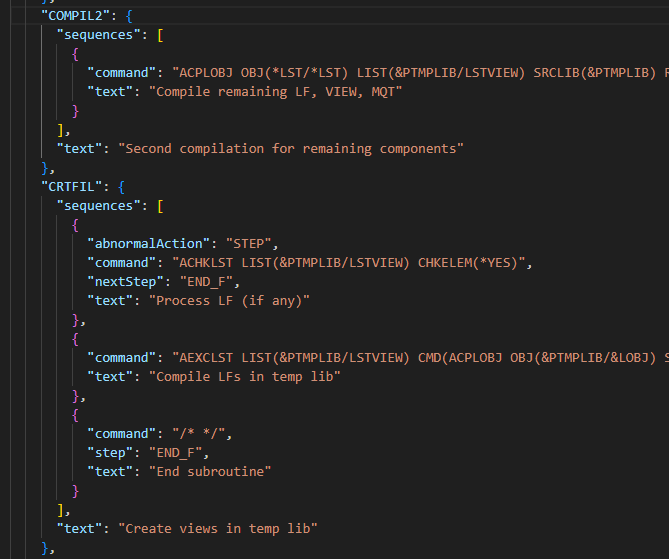 },
"COMPIL2": {
"sequences": [
{
"command": "ACPLOBJ OBJ(*LST/*LST) LIST(&PTMPLIB/LSTVIEW) SRCLIB(&PTMPLIB)
"text": "Compile remaining LF, VIEW, MQT"
}
],
"text": "Second compilation for remaining components"
},
"CRTFIL": {
"sequences": [
{
"abnormalAction": "STEP",
"command": "ACHKLST LIST(&PTMPLIB/LSTVIEW) CHKELEM(*YES)",
"nextStep": "END_F",
"text": "Process LF (if any)"
},
{
"command": "AEXCLST LIST(&PTMPLIB/LSTVIEW) CMD(ACPLOBJ OBJ(&PTMPLIB/&LOBJ)
"text": "Compile LFs in temp lib"
},
{
"command": "/* */",
"step": "END_F",
"text": "End subroutine"
}
],
"text": "Create views in temp lib"
},